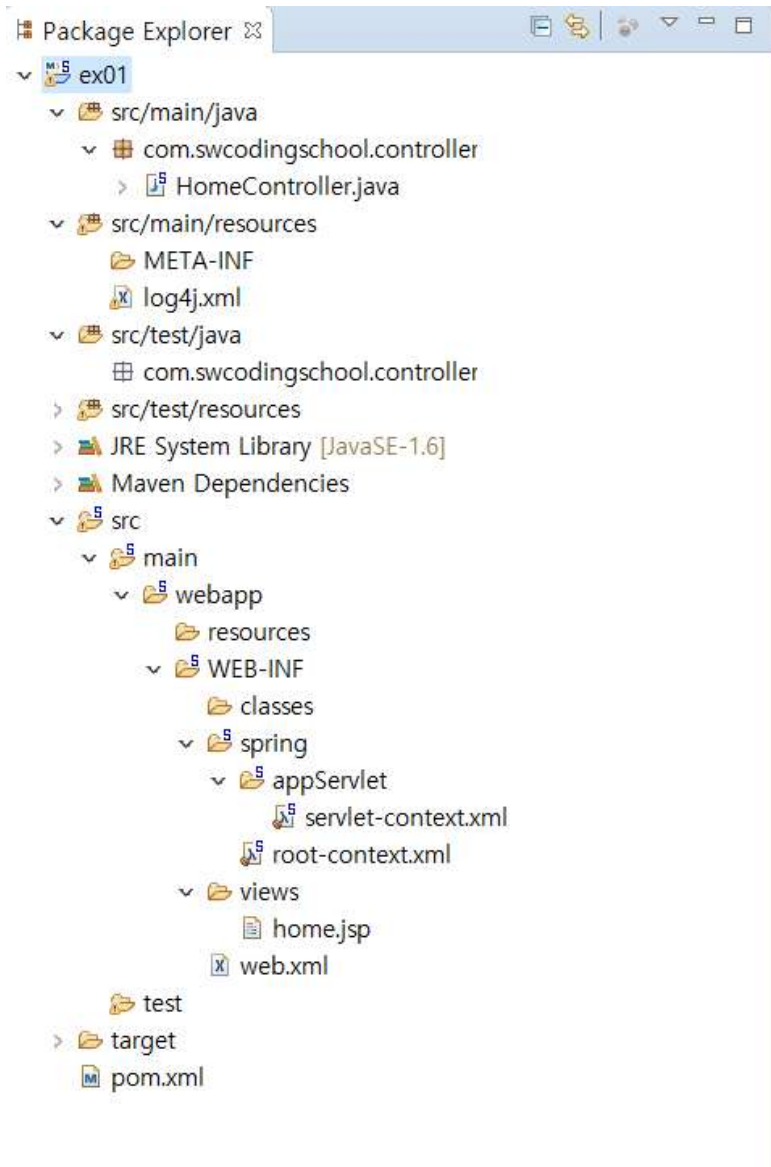 Package Explorer
ex01
src/main/java
com.swcodingschool.controller
HomeController.java
src/main/resources
META-INF
log4j.xml
src/test/java
com.swcodingschool.controller
src/test/resources
JRE System Library [JavaSE-1.6]
Maven Dependencies
src
main
webapp
resources
WEB-INF
classes
spring
appServlet
servlet-context.xml
root-context.xml
views
home.jsp
web.xml
test
target
pom.xml